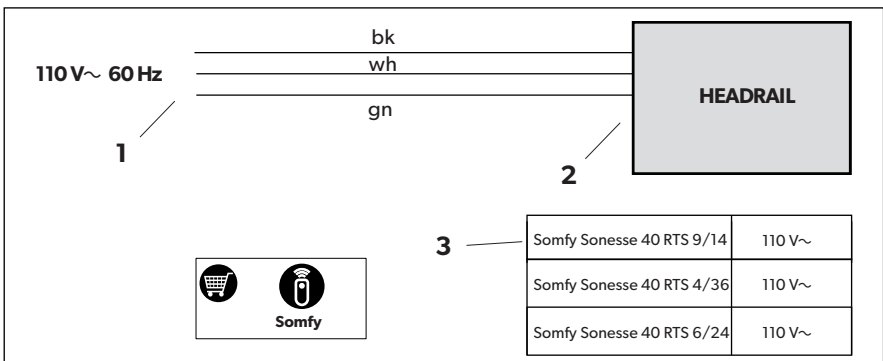 bk
110 V~ 60 Hz
wh
gn
HEADRAIL
1
2
3
Somfy Sonesse 40 RTS 9/14 110 V~
Somfy Sonesse 40 RTS 4/36 110 V~
Somfy Sonesse 40 RTS 6/24 110 V~
Somfy